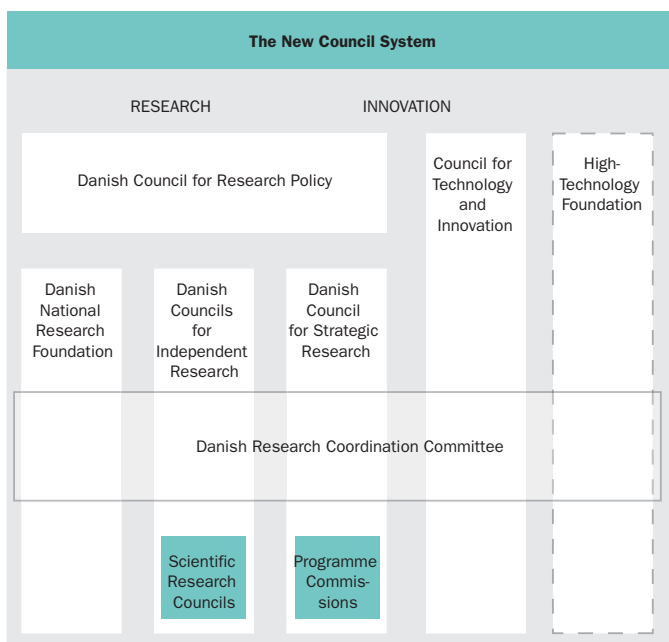 The New Council System
RESEARCH
INNOVATION
Danish Council for Research Policy
Council for
Technology
and
Innovation
High-
Technology
Foundation
Danish
National
Research
Foundation
Danish
Councils
for
Independent
Research
Danish
Council
for Strategic
Research
Danish Research Coordination Committee
Scientific
Research
Councils
Programme
Commis-
sions